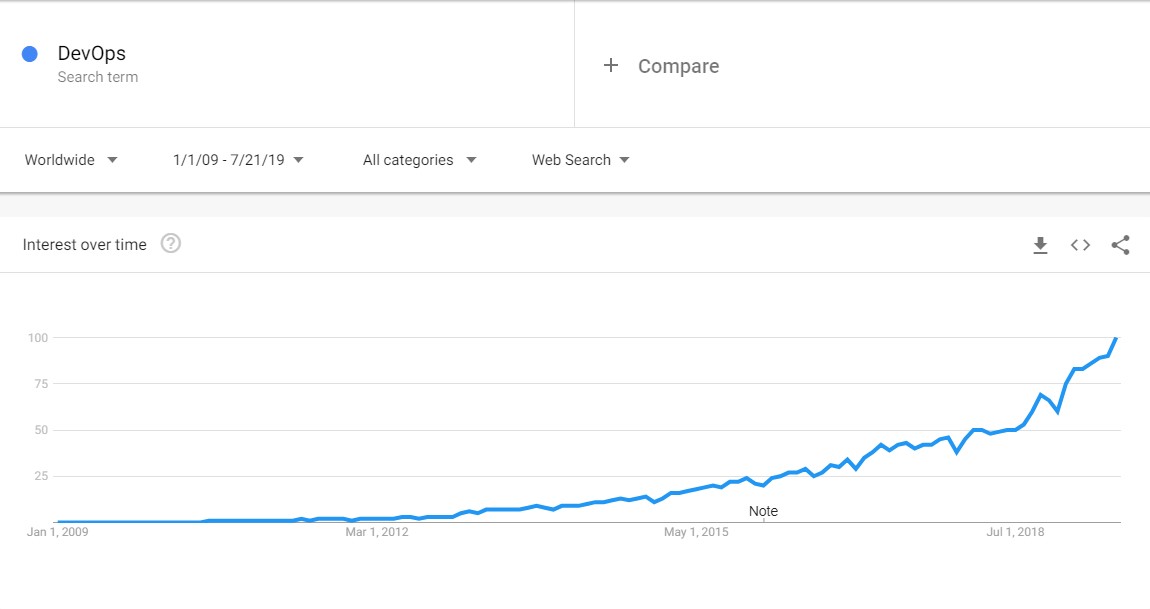 DevOps
Search term
+ Compare
Worldwide
1/1/09 - 7/21/19
All categories
Web Search
Interest over time ?
100
75
50
25
Note
Jan 1, 2009
Mar 1, 2012
May 1, 2015
Jul 1, 2018